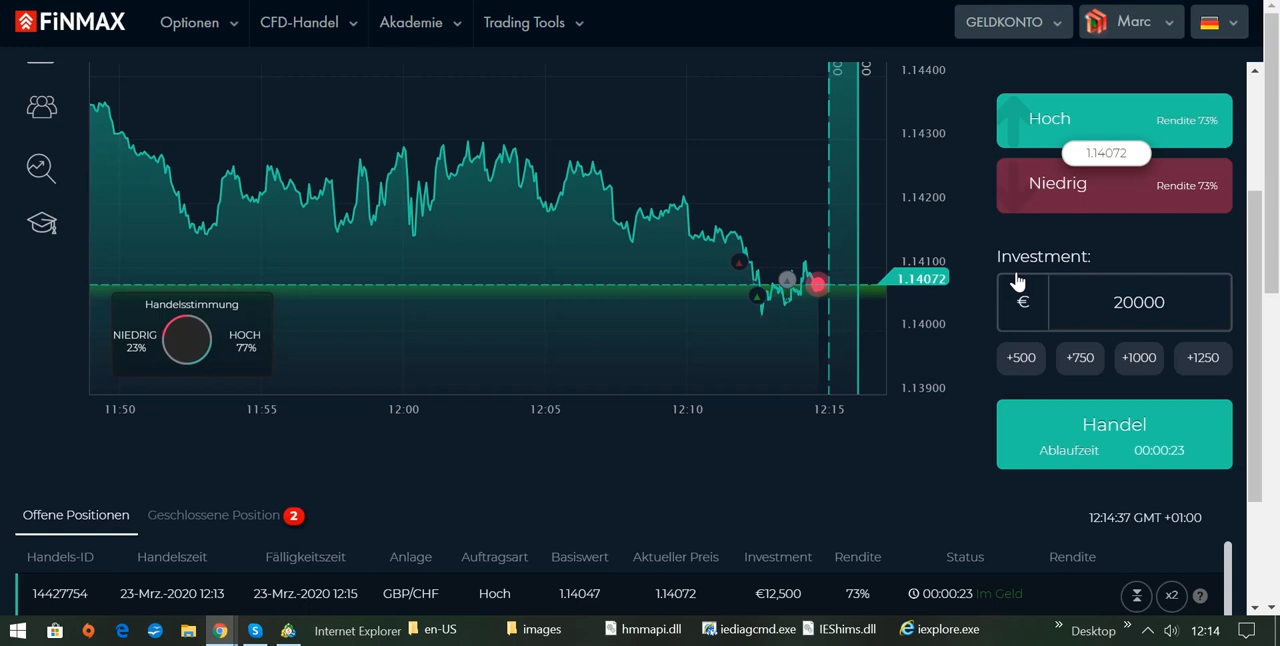 FiNMAX Optionen CFD-Handel Akademie Trading Tools GELDKONTO Marc
1.14400
1.14300
1.14200
1.14100
1.14072
1.14000
1.13900
Handelsstimmung
NIEDRIG HOCH
23% 77%
11:50 11:55 12:00 12:05 12:10 12:15
Hoch Rendite 73%
1.14072
Niedrig Rendite 73%
Investment:
€ 20000
+500 +750 +1000 +1250
Handel
Ablaufzeit 00:00:23
Offene Positionen Geschlossene Position 2 12:14:37 GMT +01:00
Handels-ID Handelszeit Fälligkeitszeit Anlage Auftragsart Basiswert Aktueller Preis Investment Rendite Status Rendite
14427754 23-Mrz.-2020 12:13 23-Mrz.-2020 12:15 GBP/CHF Hoch 1.14047 1.14072 €12,500 73% 00:00:23 Im Geld x2 ?
Internet Explorer en-US images hmmapi.dll iediagcmd.exe IEShims.dll iexplore.exe » Desktop » 12:14